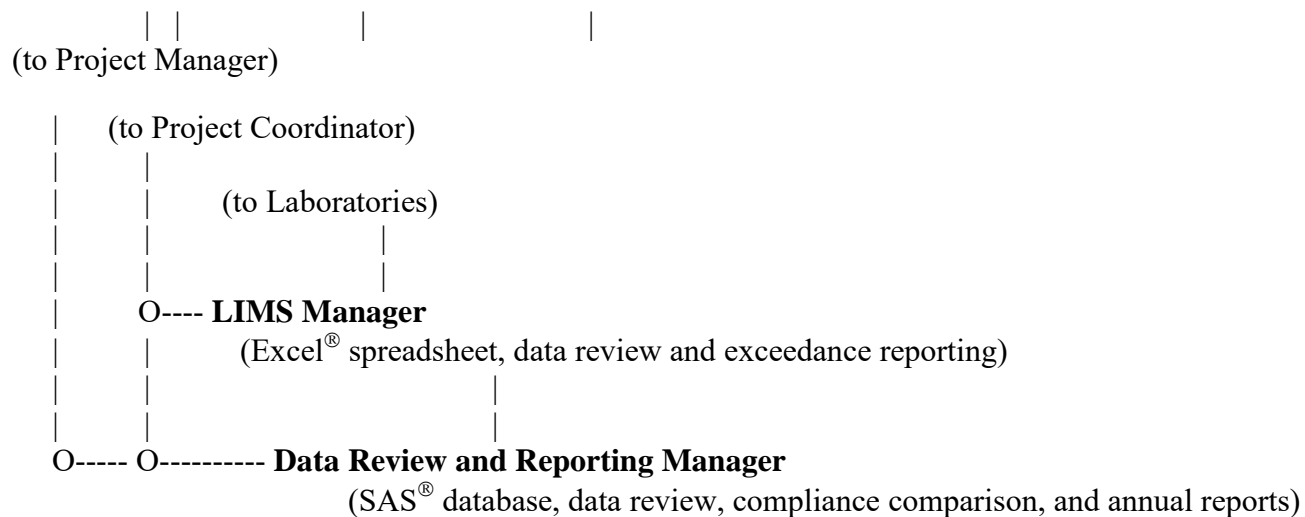 (to Project Manager)
(to Project Coordinator)
(to Laboratories)
O---- LIMS Manager
(Excel® spreadsheet, data review and exceedance reporting)
O----- O---------- Data Review and Reporting Manager
(SAS® database, data review, compliance comparison, and annual reports)